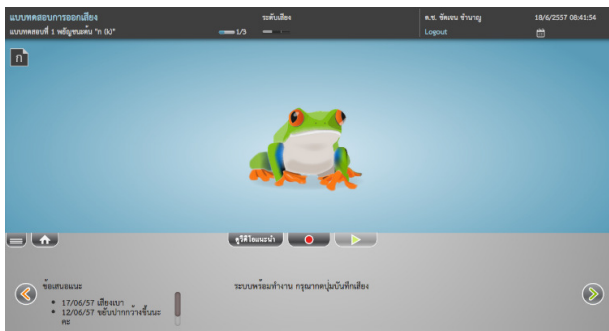 แบบทดสอบการออกเสียง
ระดับเสียง
ด.ช. ชัดเจน ชำนาญ
18/6/2557 08:41:54
แบบทดสอบที่ 1 พยัญชนะต้น "ก (k)"
1/3
Logout
ก
ดูวีดีโอแนะนำ
ข้อเสนอแนะ
ระบบพร้อมทำงาน กรุณากดปุ่มบันทึกเสียง
• 17/06/57 เสียงเบา
• 12/06/57 ขยับปากกว้างขึ้นนะ
คะ